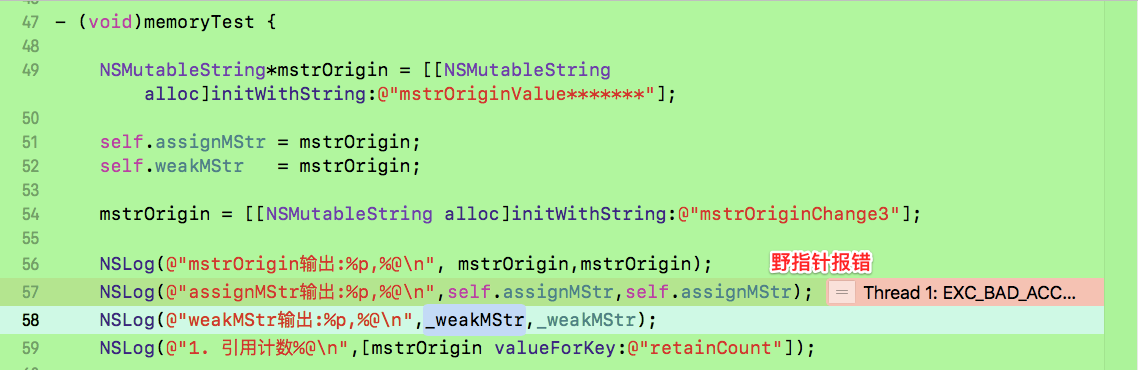 47 - (void)memoryTest {
48
49 NSMutableString*mstrOrigin = [[NSMutableString
alloc]initWithString:@"mstrOriginValue*******"];
50
51 self.assignMStr = mstrOrigin;
52 self.weakMStr   = mstrOrigin;
53
54 mstrOrigin = [[NSMutableString alloc]initWithString:@"mstrOriginChange3"];
55
野指针报错
56 NSLog(@"mstrOrigin输出:%p,%@\n", mstrOrigin,mstrOrigin);
57 NSLog(@"assignMStr输出:%p,%@\n",self.assignMStr,self.assignMStr); = Thread 1: EXC_BAD_ACC...
58 NSLog(@"weakMStr输出:%p,%@\n",_weakMStr,_weakMStr);
59 NSLog(@"1. 引用计数%@\n",[mstrOrigin valueForKey:@"retainCount"]);